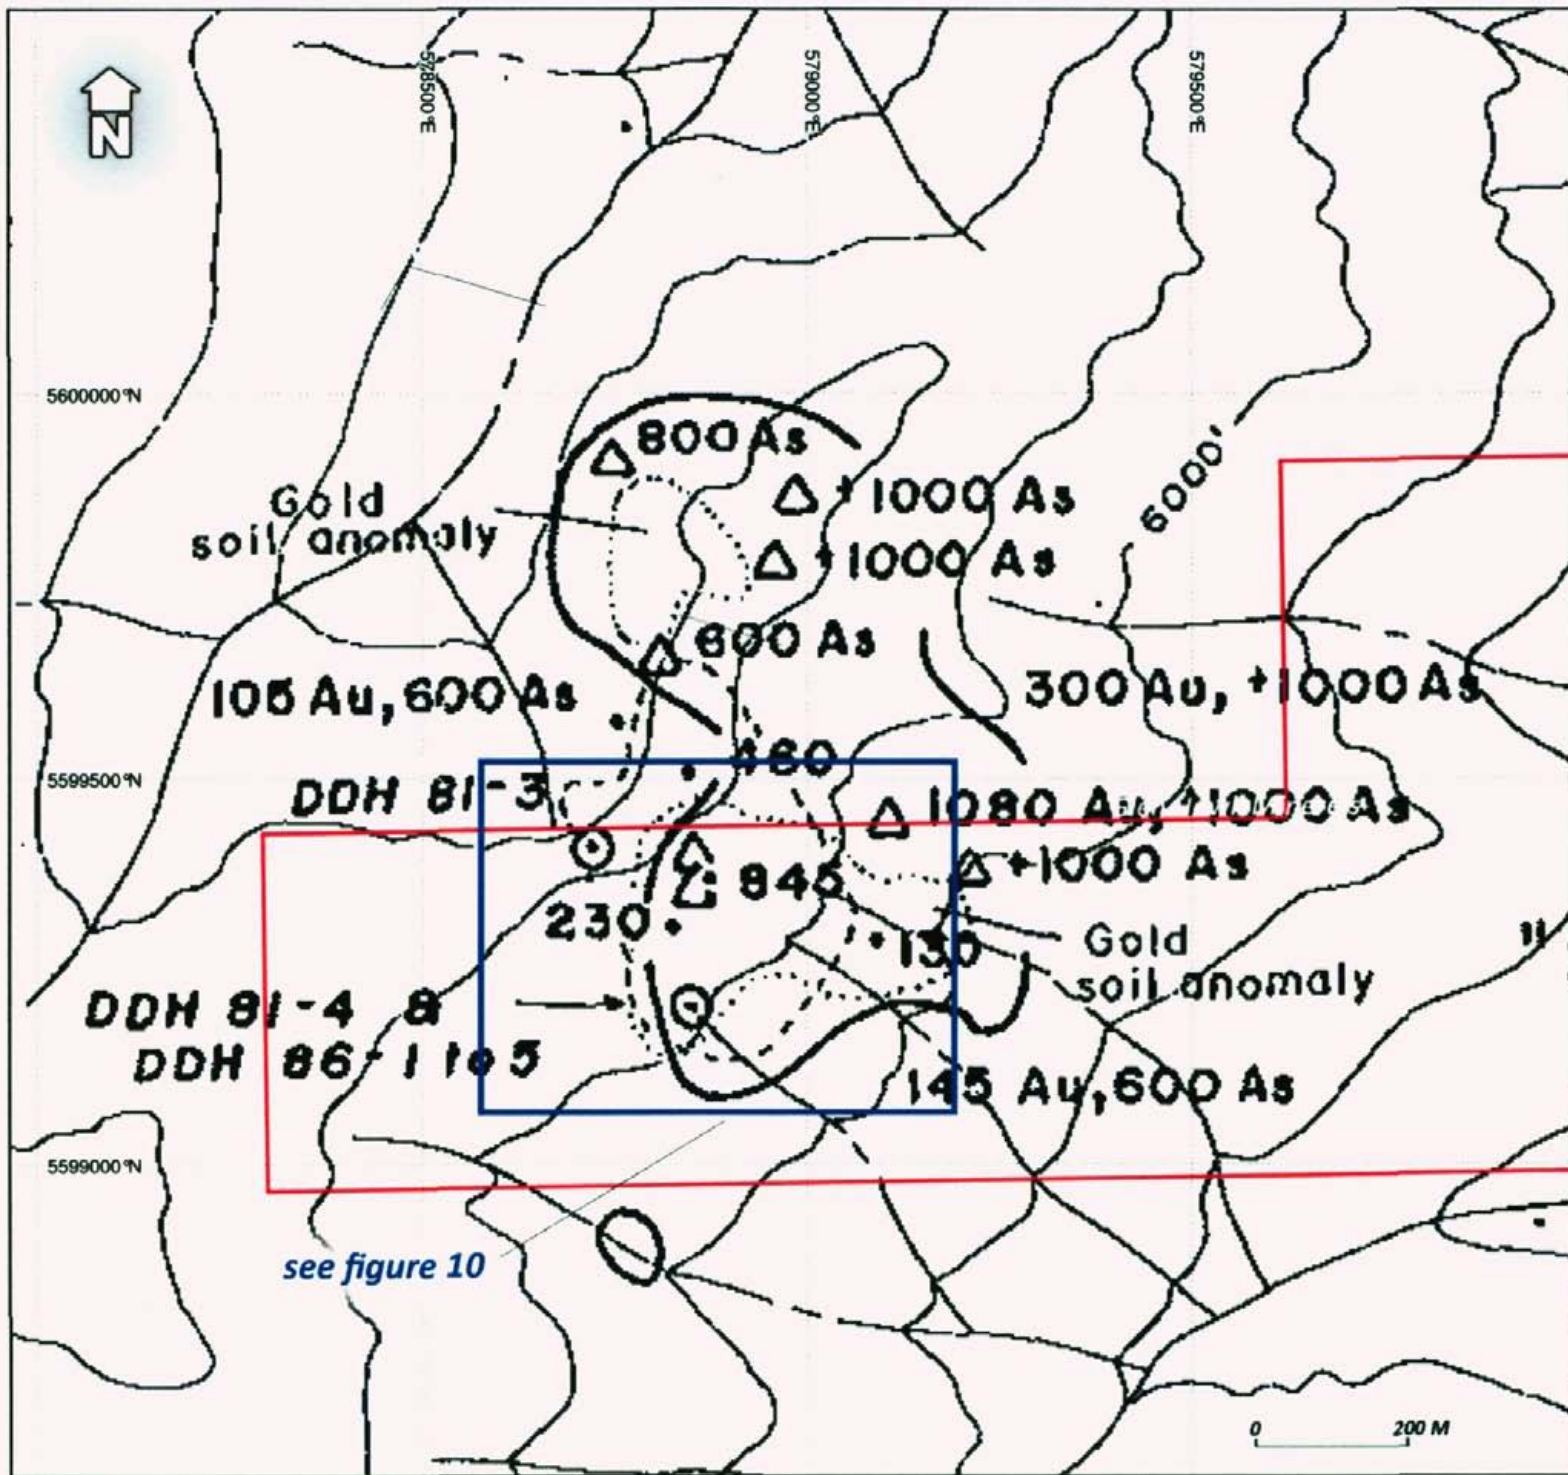 N
578500°E
579000°E
579500°E
5600000°N
800 As
+1000 As
6000'
Gold
soil anomaly
+1000 As
600 As
105 Au, 600 As
300 Au, +1000 As
460
5599500°N
DDH 81-3
1080 Au, +1000 As
845
+1000 As
230
130
Gold
soil anomaly
DDH 81-4 &
DDH 86-1 to 5
145 Au, 600 As
5599000°N
see figure 10
0
200 M